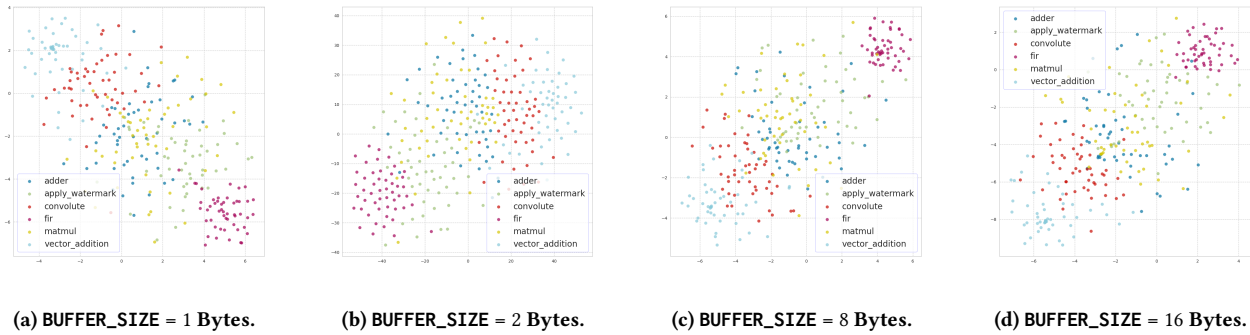 adder
apply_watermark
convolute
fir
matmul
vector_addition
adder
apply_watermark
convolute
fir
matmul
vector_addition
adder
apply_watermark
convolute
fir
matmul
vector_addition
adder
apply_watermark
convolute
fir
matmul
vector_addition
(a) BUFFER_SIZE = 1 Bytes.
(b) BUFFER_SIZE = 2 Bytes.
(c) BUFFER_SIZE = 8 Bytes.
(d) BUFFER_SIZE = 16 Bytes.